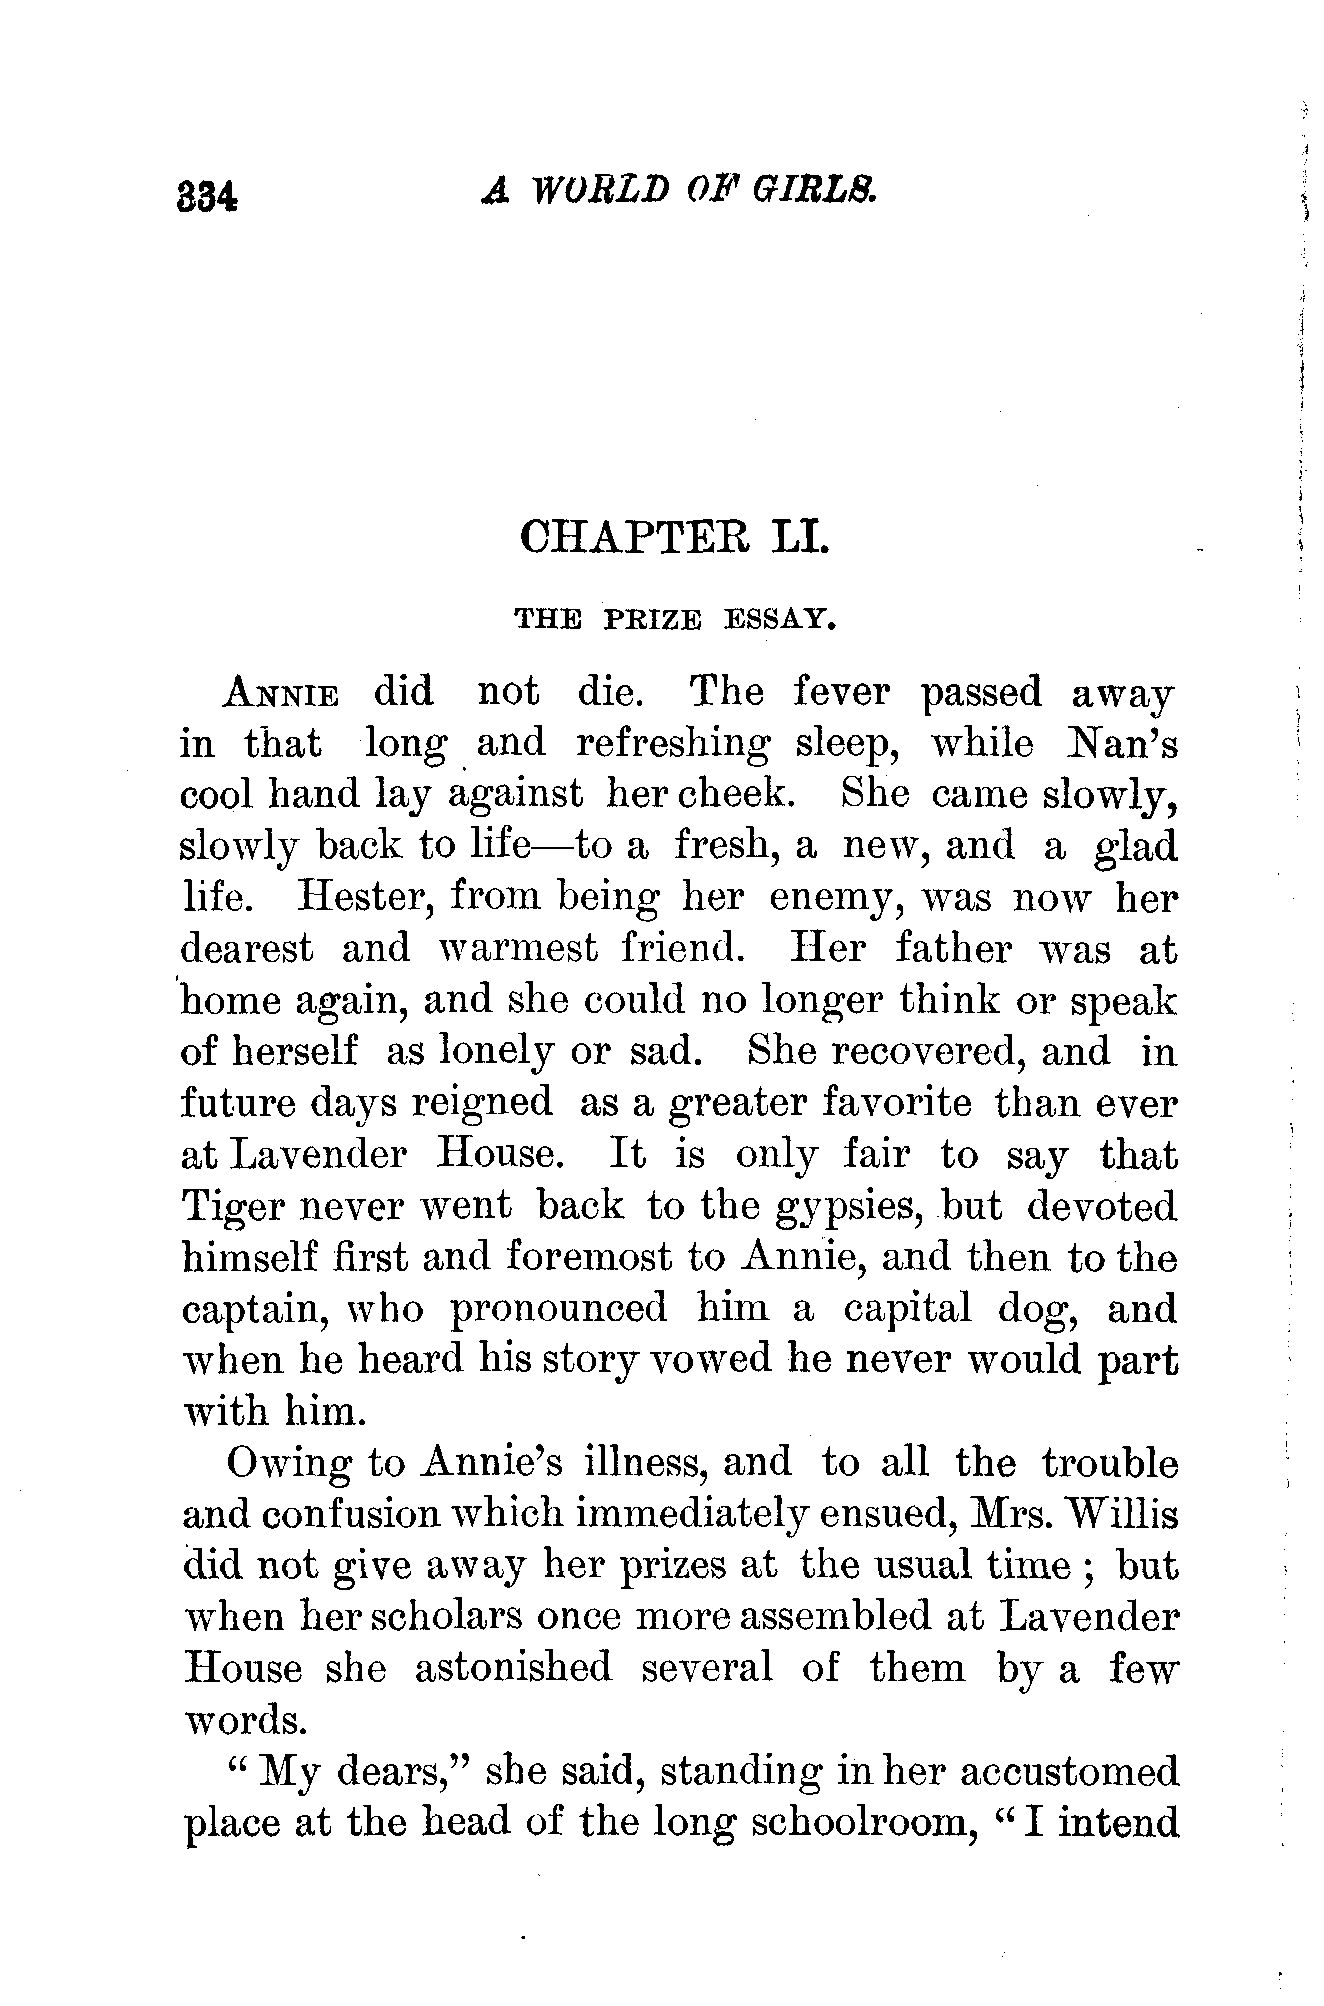 334 A WORLD OF GIRLS.
CHAPTER LI.
THE PRIZE ESSAY.
ANNIE did not die. The fever passed away
in that long and refreshing sleep, while Nan's
cool hand lay against her cheek. She came slowly,
slowly back to life—to a fresh, a new, and a glad
life. Hester, from being her enemy, was now her
dearest and warmest friend. Her father was at
home again, and she could no longer think or speak
of herself as lonely or sad. She recovered, and in
future days reigned as a greater favorite than ever
at Lavender House. It is only fair to say that
Tiger never went back to the gypsies, but devoted
himself first and foremost to Annie, and then to the
captain, who pronounced him a capital dog, and
when he heard his story vowed he never would part
with him.
Owing to Annie's illness, and to all the trouble
and confusion which immediately ensued, Mrs. Willis
did not give away her prizes at the usual time ; but
when her scholars once more assembled at Lavender
House she astonished several of them by a few
words.
" My dears," she said, standing in her accustomed
place at the head of the long schoolroom, " I intend